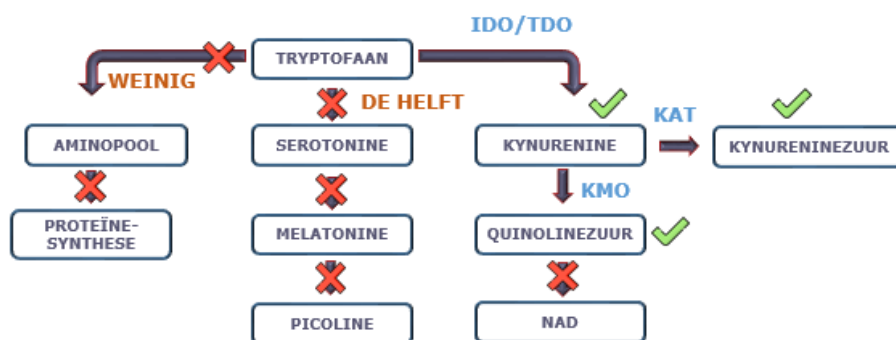 IDO/TDO
TRYPTOFAAN
WEINIG
DE HELFT
KAT
AMINOPOOL
SEROTONINE
KYNURENINE
KYNURENINEZUUR
KMO
PROTEÏNE-
SYNTHESE
MELATONINE
QUINOLINEZUUR
PICOLINE
NAD